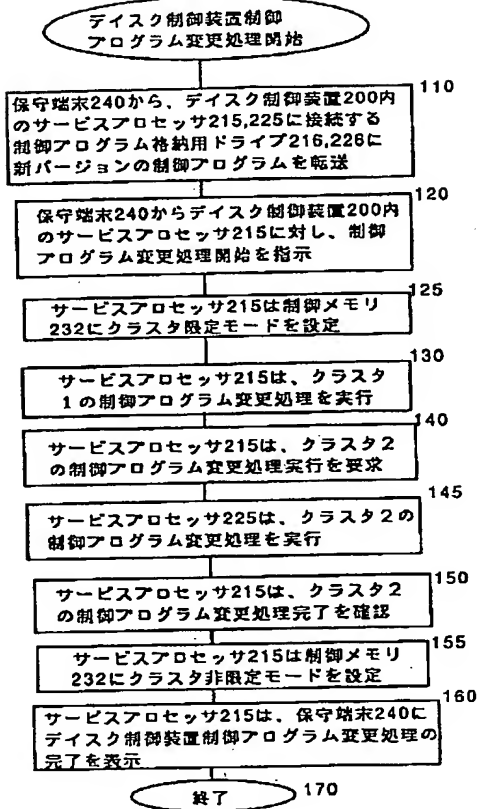 ディスク制御装置制御
プログラム変更処理開始
110
保守端末240から、ディスク制御装置200内
のサービスプロセッサ215,225に接続する
制御プログラム格納用ドライブ216,226に
新バージョンの制御プログラムを転送
120
保守端末240からディスク制御装置200内
のサービスプロセッサ215に対し、制御
プログラム変更処理開始を指示
125
サービスプロセッサ215は制御メモリ
232にクラスタ限定モードを設定
130
サービスプロセッサ215は、クラスタ
1の制御プログラム変更処理を実行
140
サービスプロセッサ215は、クラスタ2
の制御プログラム変更処理実行を要求
145
サービスプロセッサ225は、クラスタ2の
制御プログラム変更処理を実行
150
サービスプロセッサ215は、クラスタ2
の制御プログラム変更処理完了を確認
155
サービスプロセッサ215は制御メモリ
232にクラスタ非限定モードを設定
160
サービスプロセッサ215は、保守端末240に
ディスク制御装置制御プログラム変更処理の
完了を表示
終了
170